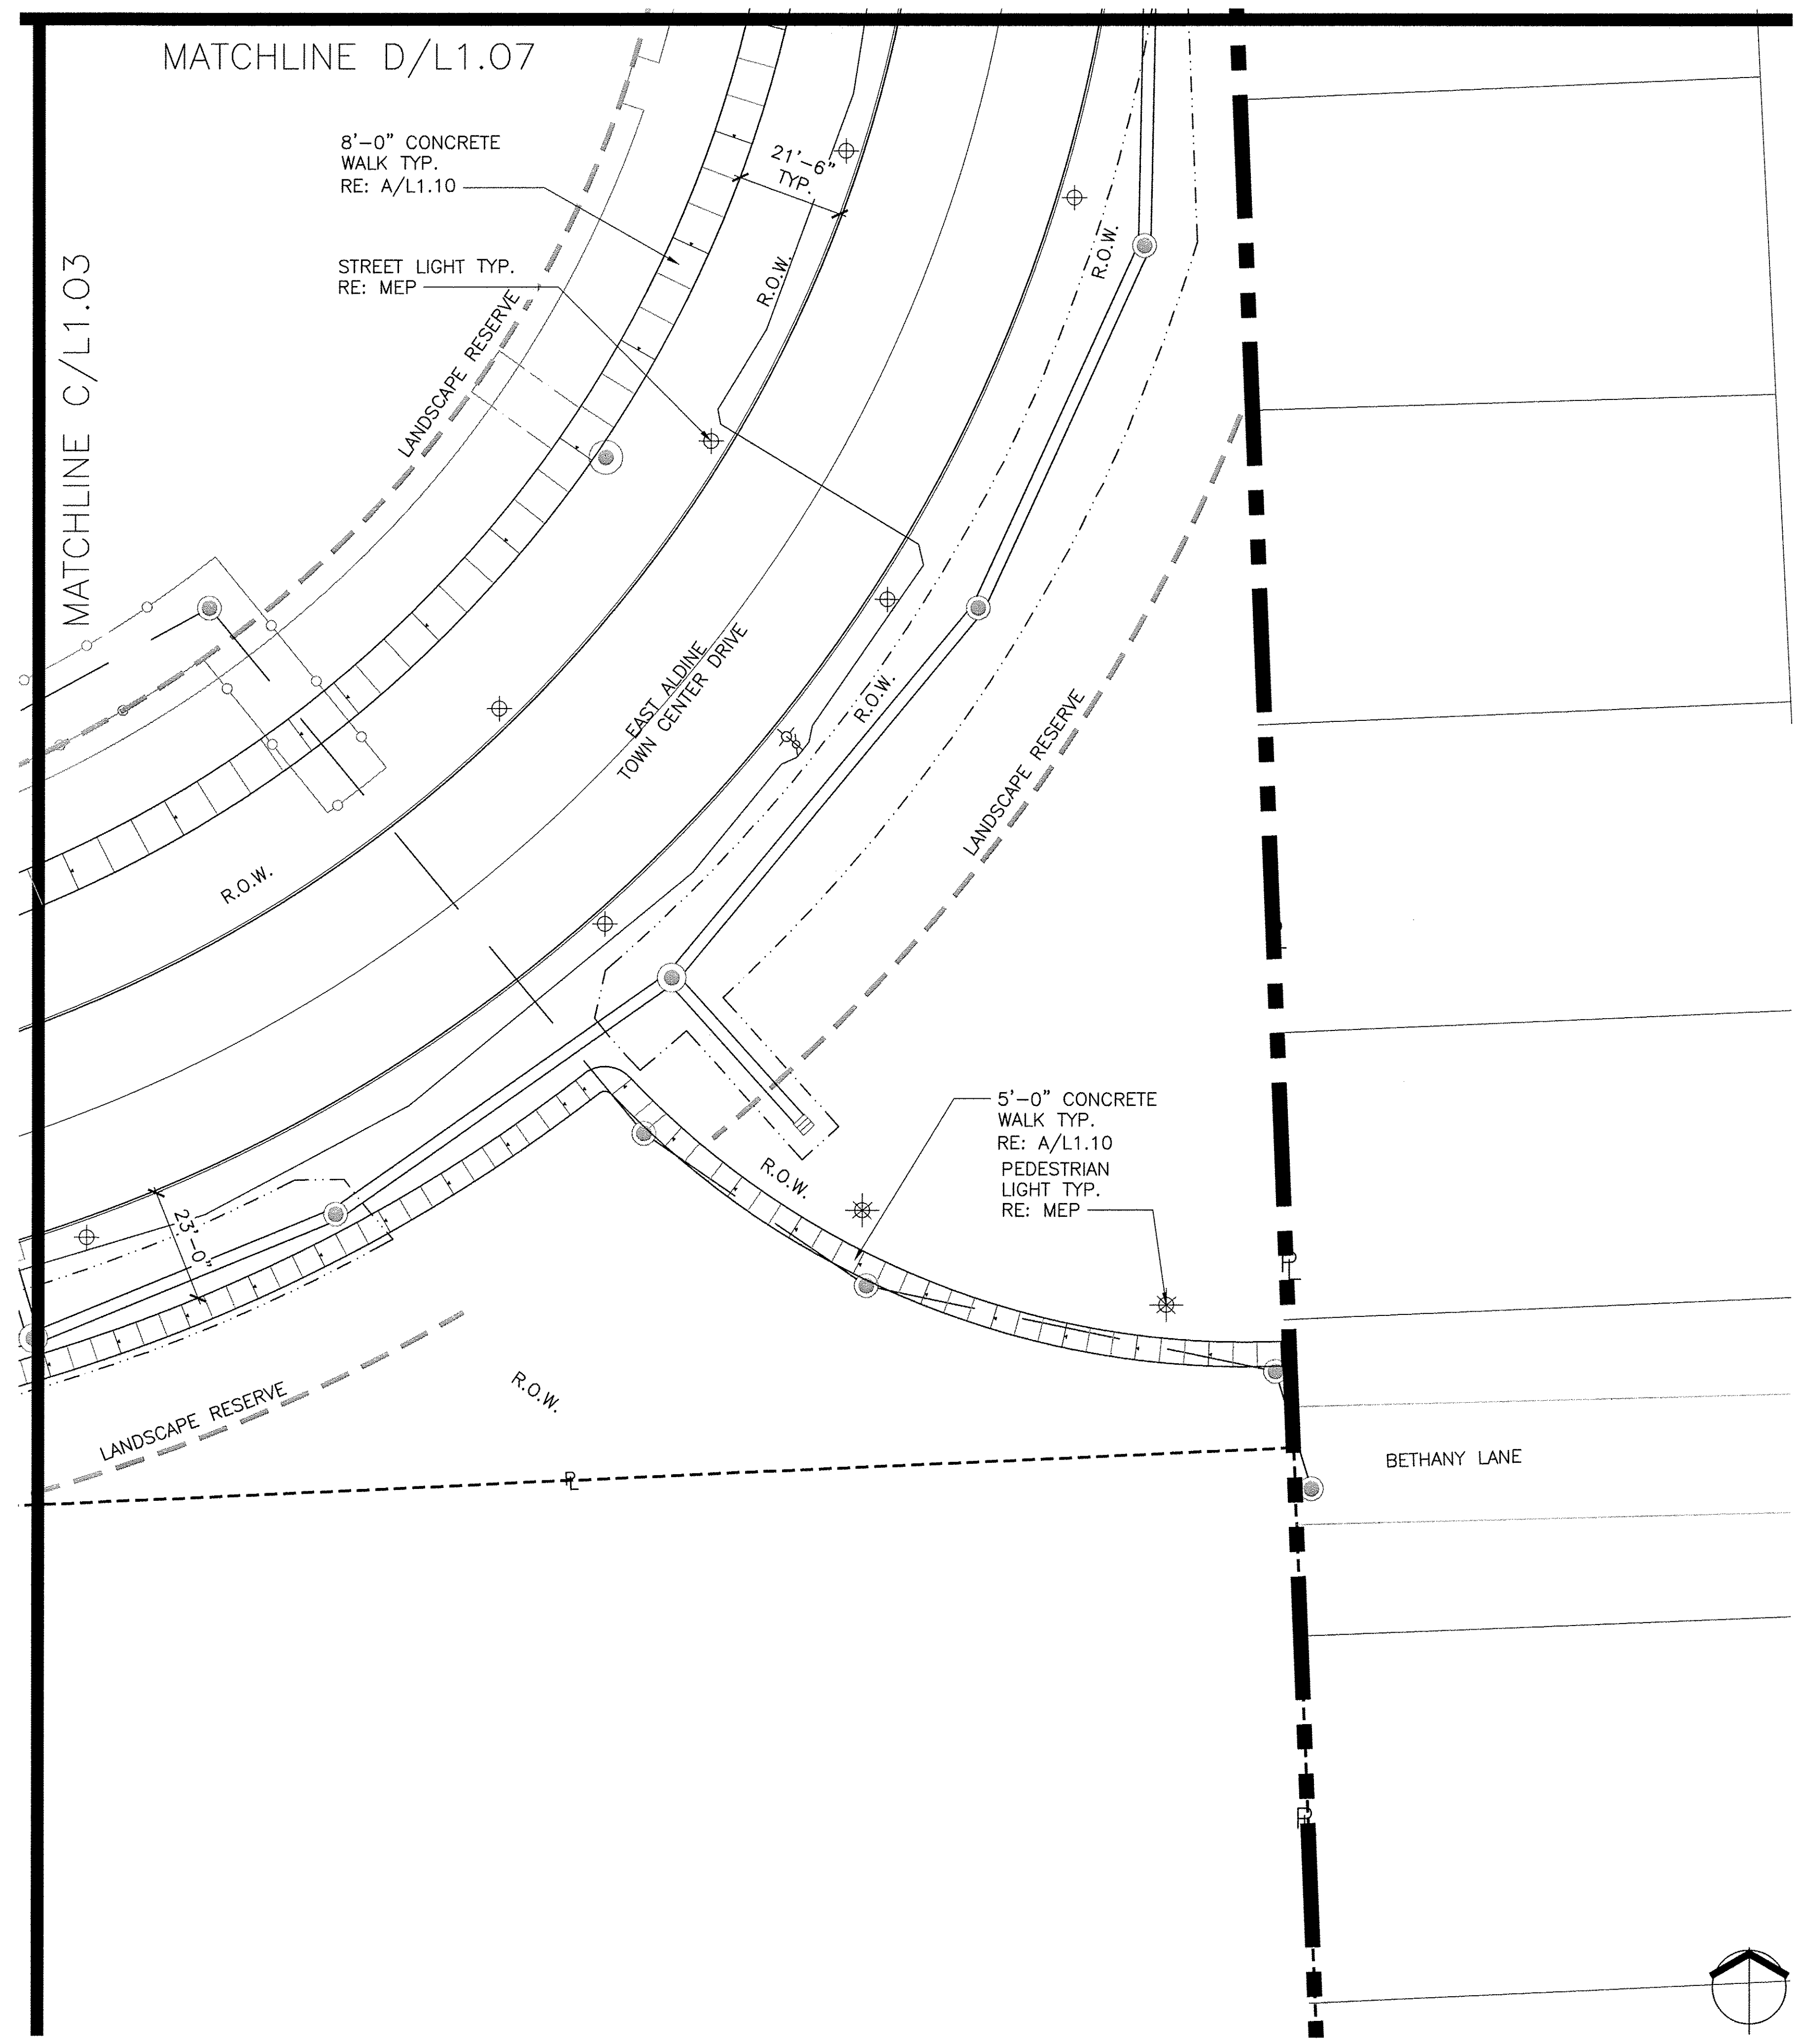 MATCHLINE D/L1.07
8'-0" CONCRETE
WALK TYP.
RE: A/L1.10
21'-6"
TYP.
STREET LIGHT TYP.
RE: MEP
MATCHLINE C/L1.03
LANDSCAPE RESERVE
R.O.W.
R.O.W.
EAST ALDINE
TOWN CENTER DRIVE
R.O.W.
LANDSCAPE RESERVE
R.O.W.
5'-0" CONCRETE
WALK TYP.
RE: A/L1.10
PEDESTRIAN
LIGHT TYP.
RE: MEP
R.O.W.
23'-0"
PL
LANDSCAPE RESERVE
R.O.W.
PL
BETHANY LANE